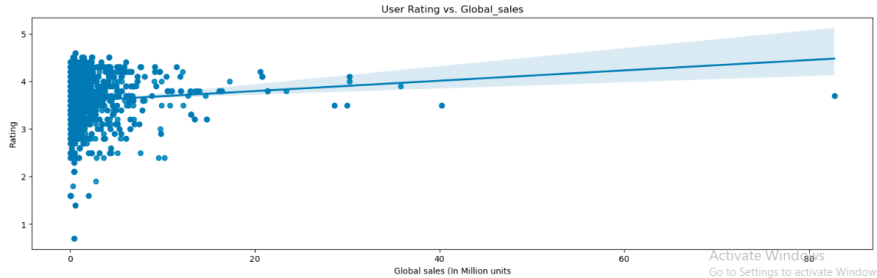 User Rating vs. Global_sales
5
4
3
2
1
Rating
0 20 40 60 80
Global sales (In Million units
Activate Windows
Go to Settings to activate Window